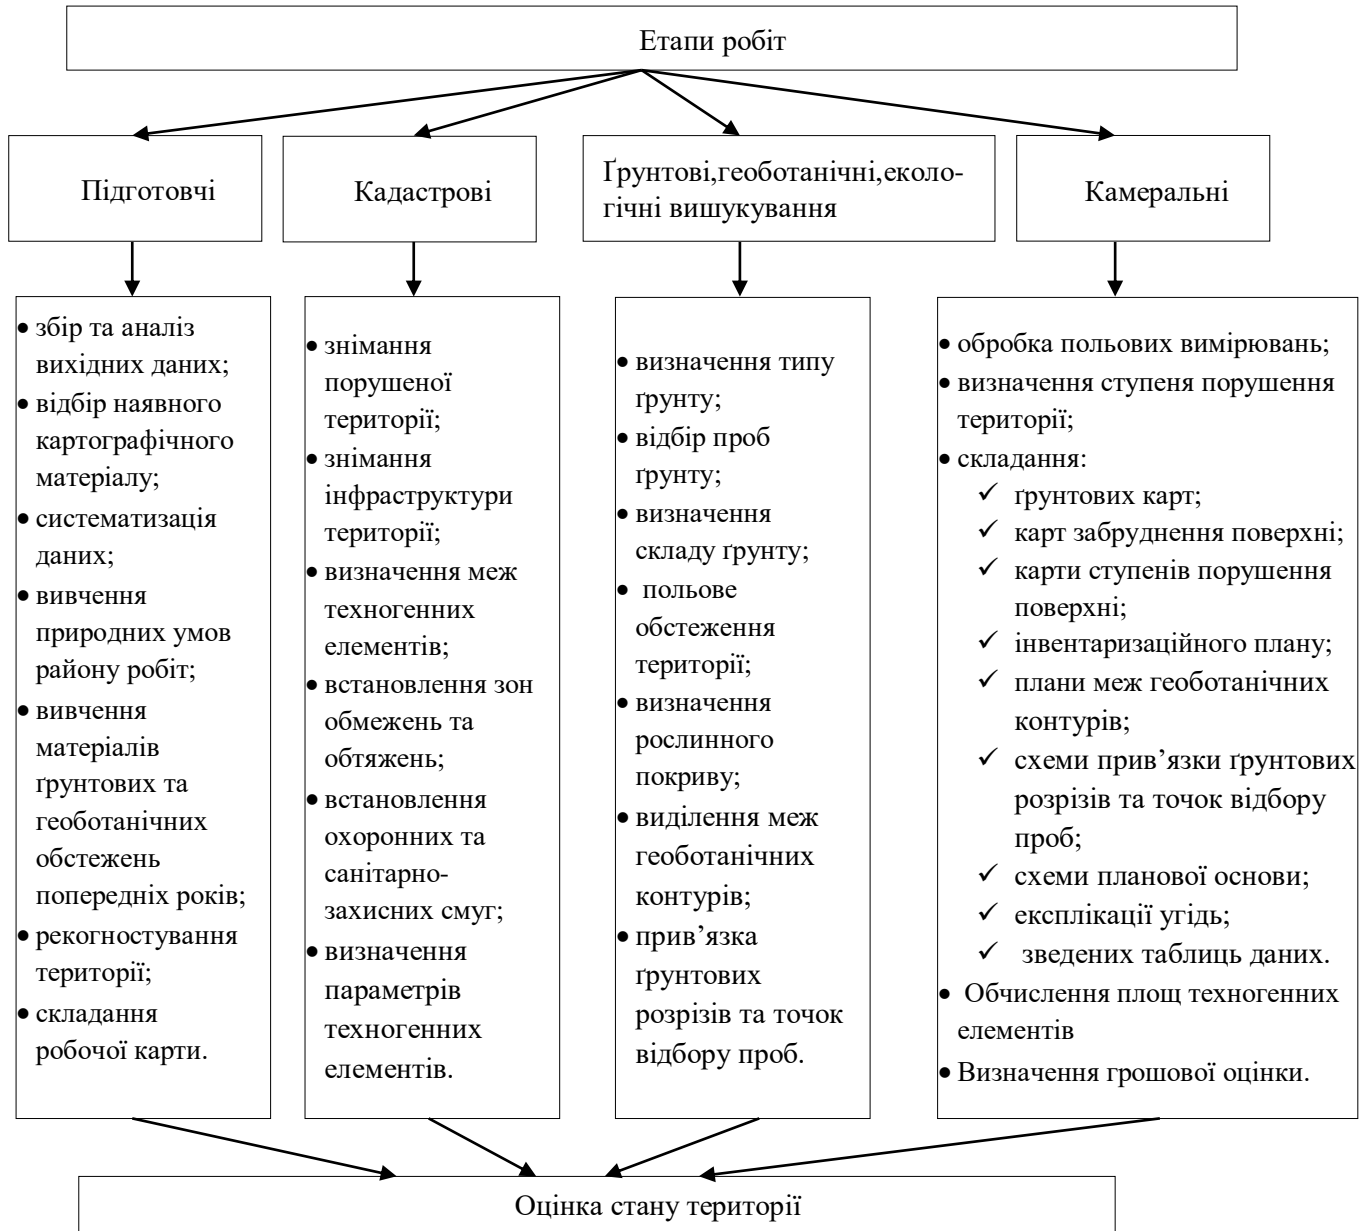 Етапи робіт
Підготовчі
Кадастрові
Ґрунтові,геоботанічні,еколо-
гічні вишукування
Камеральні
• збір та аналіз
вихідних даних;
• відбір наявного
картографічного
матеріалу;
• систематизація
даних;
• вивчення
природних умов
району робіт;
• вивчення
матеріалів
ґрунтових та
геоботанічних
обстежень
попередніх років;
• рекогностування
території;
• складання
робочої карти.
• знімання
порушеної
території;
• знімання
інфраструктури
території;
• визначення меж
техногенних
елементів;
• встановлення зон
обмежень та
обтяжень;
• встановлення
охоронних та
санітарно-
захисних смуг;
• визначення
параметрів
техногенних
елементів.
• визначення типу
ґрунту;
• відбір проб
ґрунту;
• визначення
складу ґрунту;
• польове
обстеження
території;
• визначення
рослинного
покриву;
• виділення меж
геоботанічних
контурів;
• прив’язка
ґрунтових
розрізів та точок
відбору проб.
• обробка польових вимірювань;
• визначення ступеня порушення
території;
• складання:
✓ ґрунтових карт;
✓ карт забруднення поверхні;
✓ карти ступенів порушення
поверхні;
✓ інвентаризаційного плану;
✓ плани меж геоботанічних
контурів;
✓ схеми прив’язки ґрунтових
розрізів та точок відбору
проб;
✓ схеми планової основи;
✓ експлікації угідь;
✓ зведених таблиць даних.
• Обчислення площ техногенних
елементів
• Визначення грошової оцінки.
Оцінка стану території